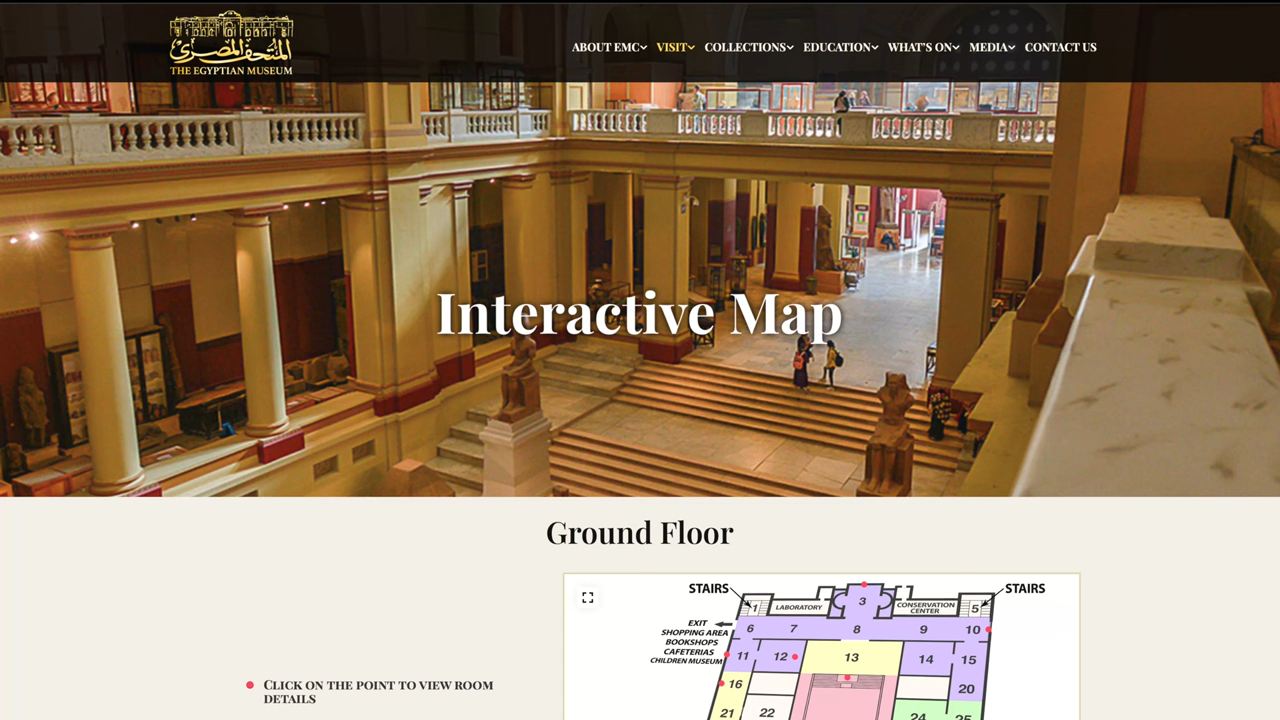 المتحف المصري
THE EGYPTIAN MUSEUM
ABOUT EMC VISIT COLLECTIONS EDUCATION WHAT'S ON MEDIA CONTACT US
Interactive Map
Ground Floor
STAIRS
STAIRS
1
LABORATORY
3
CONSERVATION
CENTER
5
EXIT
SHOPPING AREA
BOOKSHOPS
CAFETERIAS
CHILDREN MUSEUM
6 7 8 9 10
11 12 13 14 15
16
20
21 22 24 25
CLICK ON THE POINT TO VIEW ROOM
DETAILS